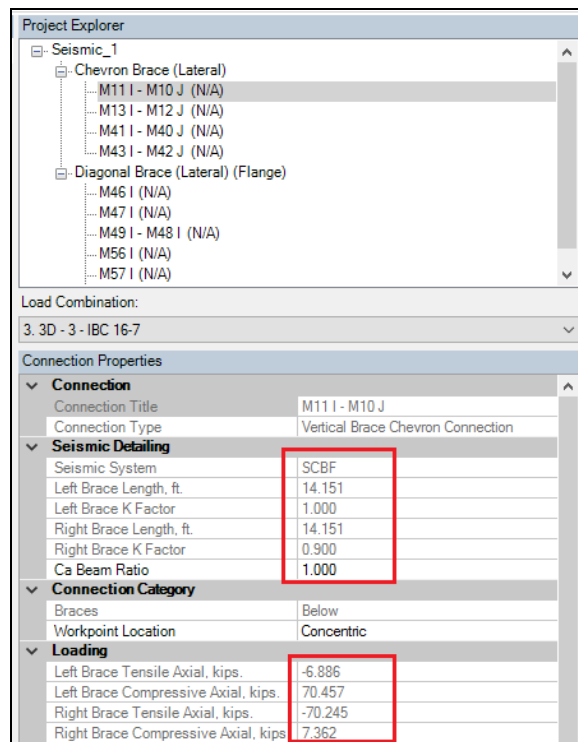 Project Explorer
Seismic_1
Chevron Brace (Lateral)
M11 I - M10 J (N/A)
M13 I - M12 J (N/A)
M41 I - M40 J (N/A)
M43 I - M42 J (N/A)
Diagonal Brace (Lateral) (Flange)
M46 I (N/A)
M47 I (N/A)
M49 I - M48 I (N/A)
M56 I (N/A)
M57 I (N/A)
Load Combination:
3. 3D - 3 - IBC 16-7
Connection Properties
Connection
Connection Title M11 I - M10 J
Connection Type Vertical Brace Chevron Connection
Seismic Detailing
Seismic System SCBF
Left Brace Length, ft. 14.151
Left Brace K Factor 1.000
Right Brace Length, ft. 14.151
Right Brace K Factor 0.900
Ca Beam Ratio 1.000
Connection Category
Braces Below
Workpoint Location Concentric
Loading
Left Brace Tensile Axial, kips. -6.886
Left Brace Compressive Axial, kips. 70.457
Right Brace Tensile Axial, kips. -70.245
Right Brace Compressive Axial, kips 7.362